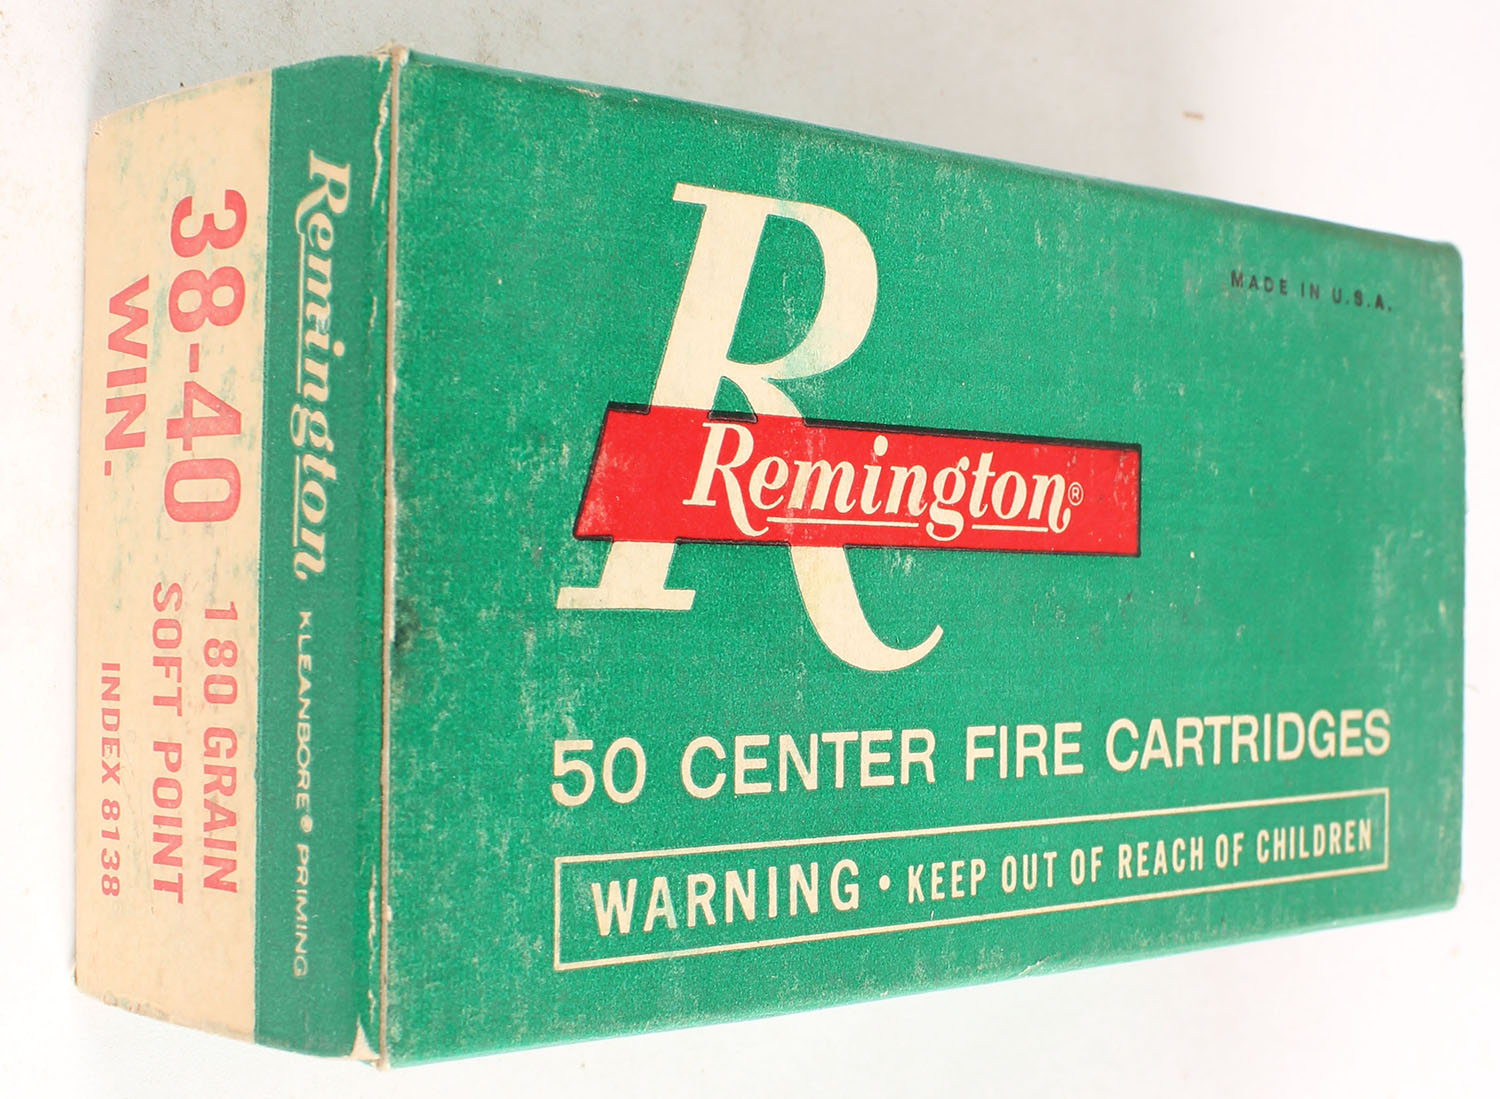 MADE IN U.S.A.
R
Remington®
50 CENTER FIRE CARTRIDGES
WARNING • KEEP OUT OF REACH OF CHILDREN
Remington KLEANBORE® PRIMING
38-40
WIN.
180 GRAIN
SOFT POINT
INDEX 8138